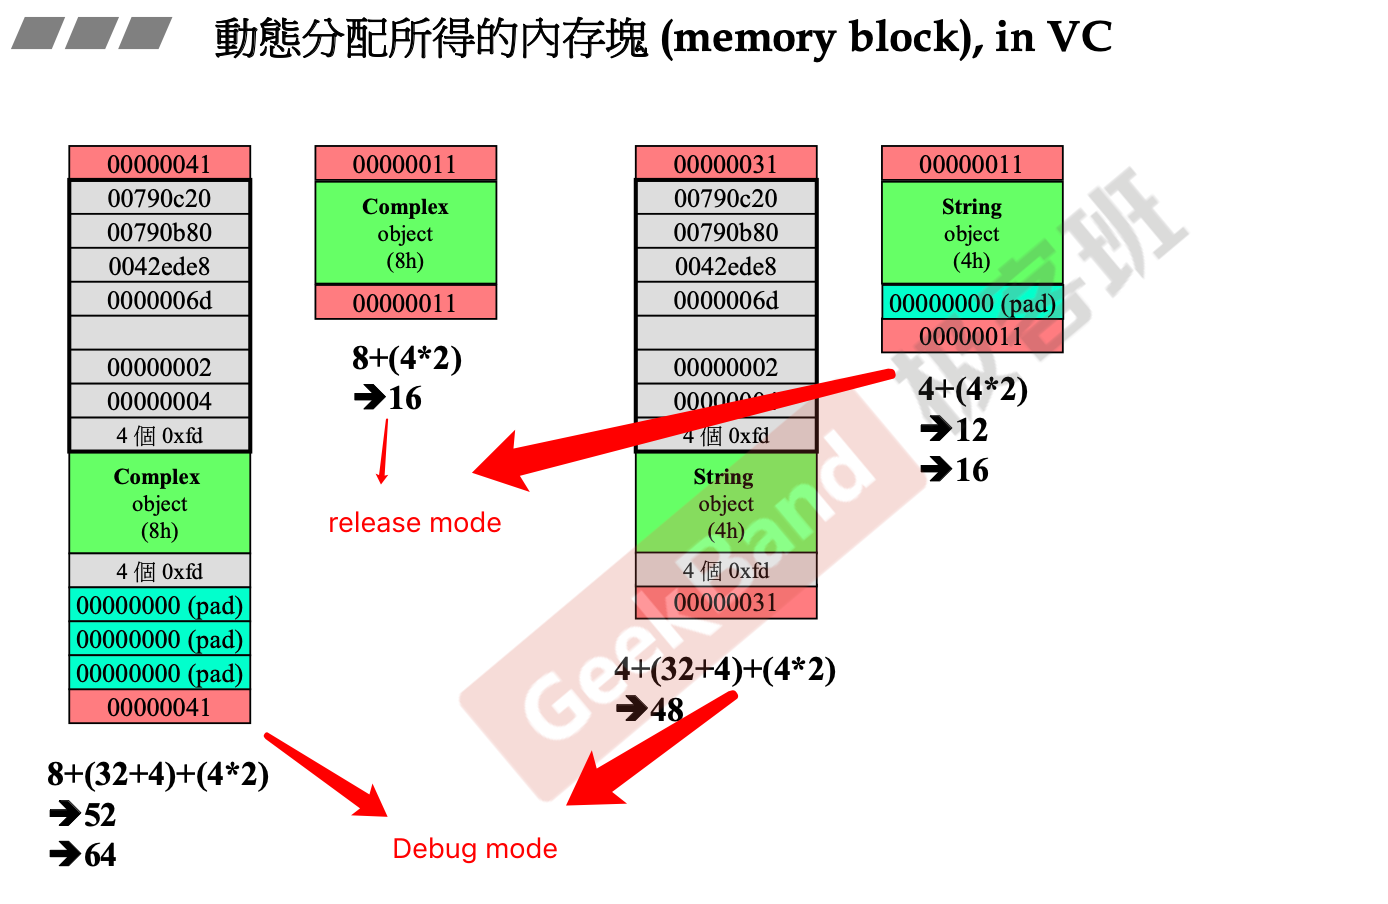 動態分配所得的內存塊 (memory block), in VC
00000041
00790c20
00790b80
0042ede8
0000006d
00000002
00000004
4 個 0xfd
Complex
object
(8h)
4 個 0xfd
00000000 (pad)
00000000 (pad)
00000000 (pad)
00000041
8+(32+4)+(4*2)
➔52
➔64
00000011
Complex
object
(8h)
00000011
8+(4*2)
➔16
release mode
00000031
00790c20
00790b80
0042ede8
0000006d
00000002
4 個 0xfd
String
object
(4h)
4 個 0xfd
00000031
4+(32+4)+(4*2)
➔48
Debug mode
00000011
String
object
(4h)
00000000 (pad)
00000011
4+(4*2)
➔12
➔16
GeekBand
极客班